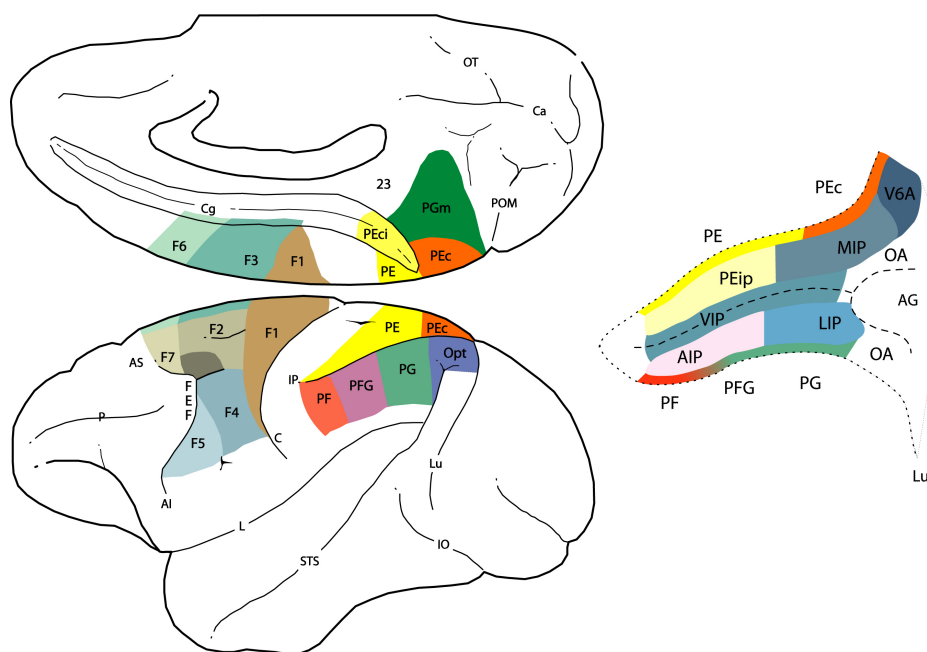 OT
Ca
23
POM
PGm
Cg
PEci
F6
F3
F1
PEc
PE
F2
F1
PE
PEc
AS
F7
Opt
IP
PG
PFG
PF
F
E
F
P
F4
F5
C
Lu
AI
L
STS
IO
PEc
V6A
PE
MIP
OA
PEip
AG
VIP
LIP
AIP
OA
PF
PFG
PG
Lu